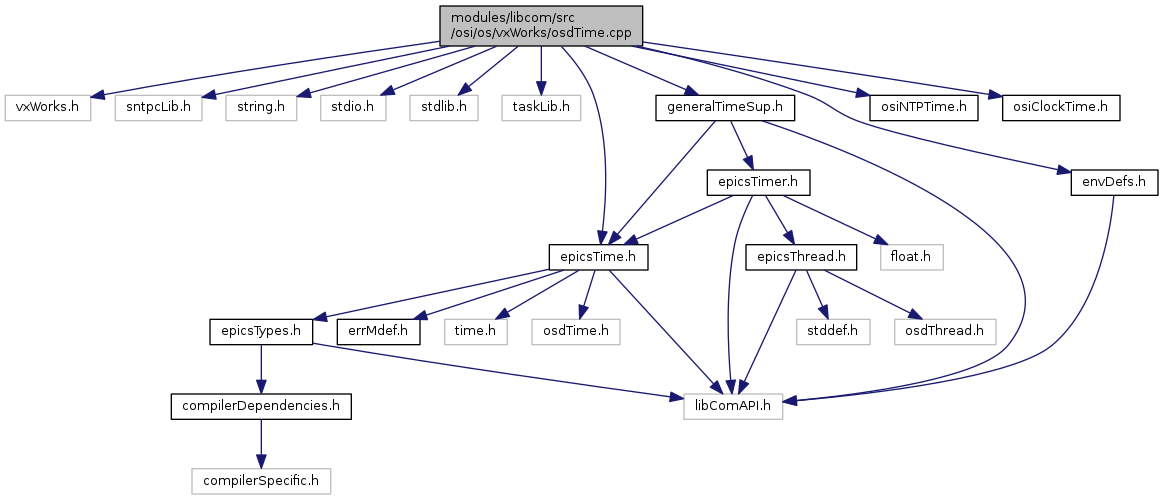 modules/libcom/src
/osi/os/vxWorks/osdTime.cpp
vxWorks.h
sntpcLib.h
string.h
stdio.h
stdlib.h
taskLib.h
generalTimeSup.h
osiNTPTime.h
osiClockTime.h
epicsTimer.h
envDefs.h
epicsTime.h
epicsThread.h
float.h
epicsTypes.h
errMdef.h
time.h
osdTime.h
stddef.h
osdThread.h
compilerDependencies.h
libComAPI.h
compilerSpecific.h